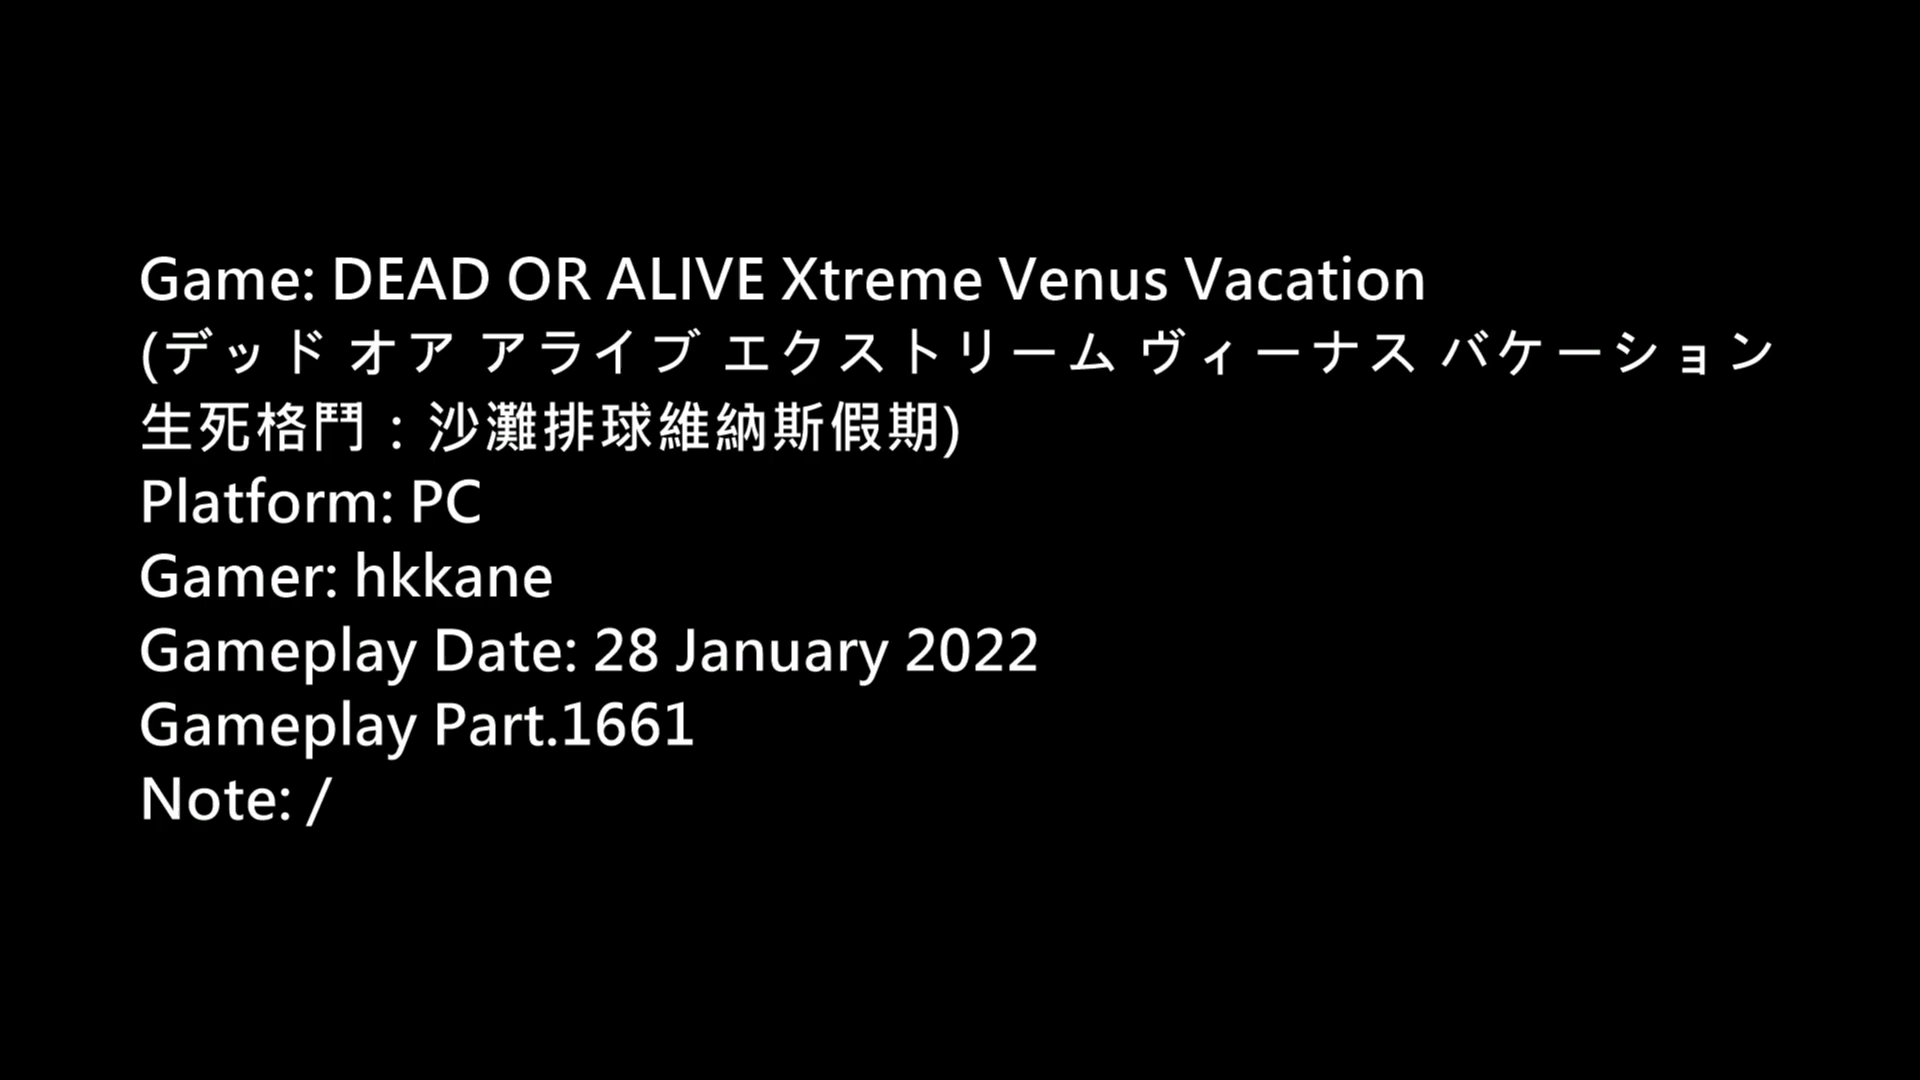 Game: DEAD OR ALIVE Xtreme Venus Vacation
(デッド オア アライブ エクストリーム ヴィーナス バケーション
生死格鬥：沙灘排球維納斯假期)
Platform: PC
Gamer: hkkane
Gameplay Date: 28 January 2022
Gameplay Part.1661
Note: /